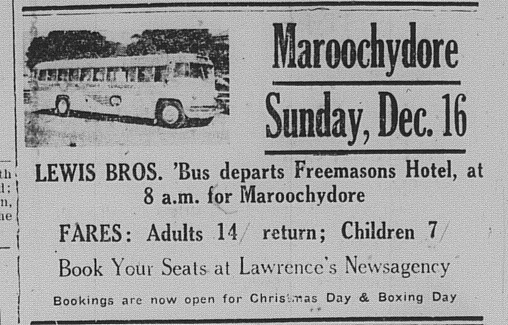 Maroochydore
Sunday, Dec. 16
LEWIS BROS. 'Bus departs Freemasons Hotel, at
8 a.m. for Maroochydore
FARES: Adults 14/ return; Children 7/
Book Your Seats at Lawrence's Newsagency
Bookings are now open for Christmas Day & Boxing Day